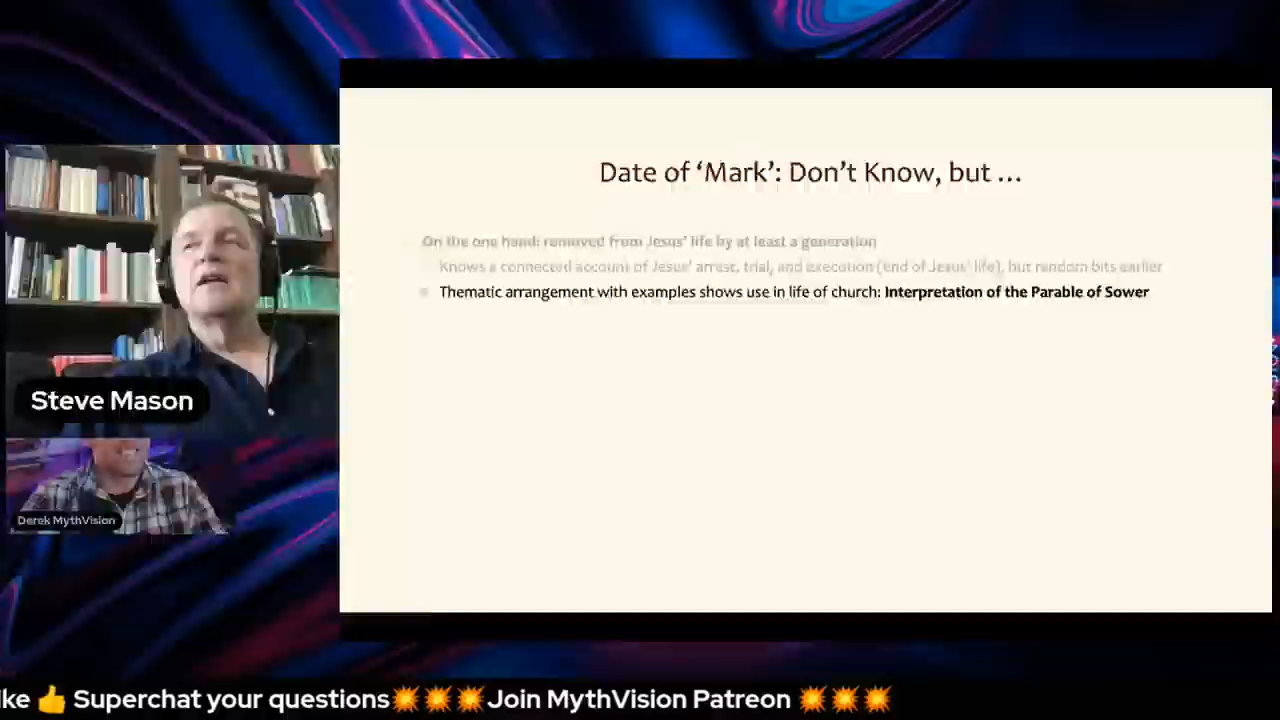 Date of ‘Mark’: Don’t Know, but …
On the one hand: removed from Jesus’ life by at least a generation
Knows a connected account of Jesus’ arrest, trial, and execution (end of Jesus’ life), but random bits earlier
Thematic arrangement with examples shows use in life of church: Interpretation of the Parable of Sower
Steve Mason
Derek MythVision
ke 👍 Superchat your questions💥💥💥Join MythVision Patreon 💥💥💥